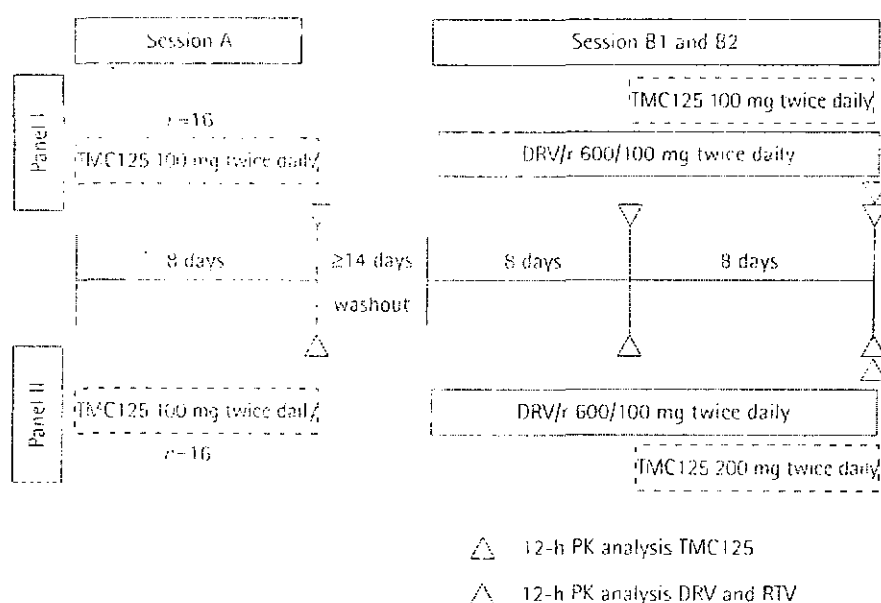 Session A
Session B1 and B2
Panel I
TMC125 100 mg twice daily
n=16
DRV/r 600/100 mg twice daily
TMC125 100 mg twice daily
8 days
≥14 days
8 days
8 days
washout
Panel II
TMC125 100 mg twice daily
DRV/r 600/100 mg twice daily
n=16
TMC125 200 mg twice daily
12-h PK analysis TMC125
12-h PK analysis DRV and RTV